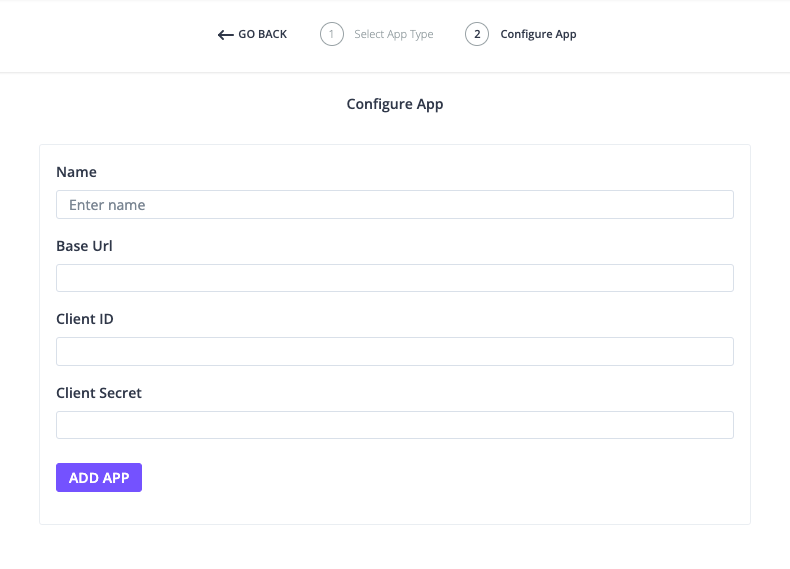 GO BACK 1 Select App Type 2 Configure App
Configure App
Name
Enter name
Base Url
Client ID
Client Secret
ADD APP